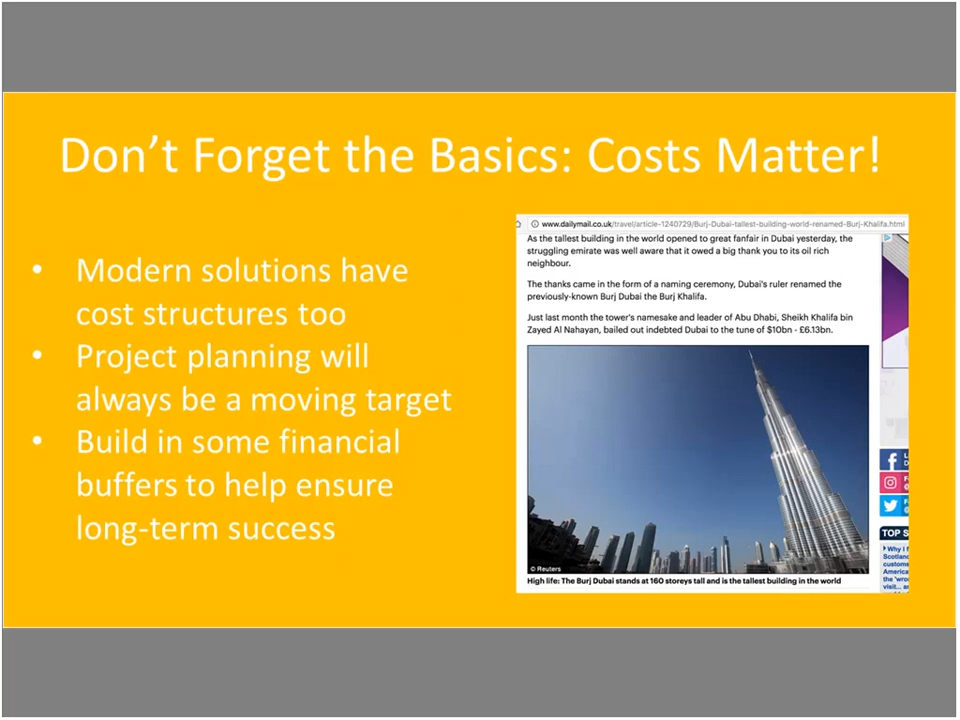 Don’t Forget the Basics: Costs Matter!
• Modern solutions have
cost structures too
• Project planning will
always be a moving target
• Build in some financial
buffers to help ensure
long-term success
www.dailymail.co.uk/travel/article-1240729/Burj-Dubai-tallest-building-world-renamed-Burj-Khalifa.html
As the tallest building in the world opened to great fanfair in Dubai yesterday, the
struggling emirate was well aware that it owed a big thank you to its oil rich
neighbour.
The thanks came in the form of a naming ceremony, Dubai's ruler renamed the
previously-known Burj Dubai the Burj Khalifa.
Just last month the tower's namesake and leader of Abu Dhabi, Sheikh Khalifa bin
Zayed Al Nahayan, bailed out indebted Dubai to the tune of $10bn - £6.13bn.
© Reuters
High life: The Burj Dubai stands at 160 storeys tall and is the tallest building in the world
TOP
Why I
Scotland
custome
America
the 'wro
visit... a